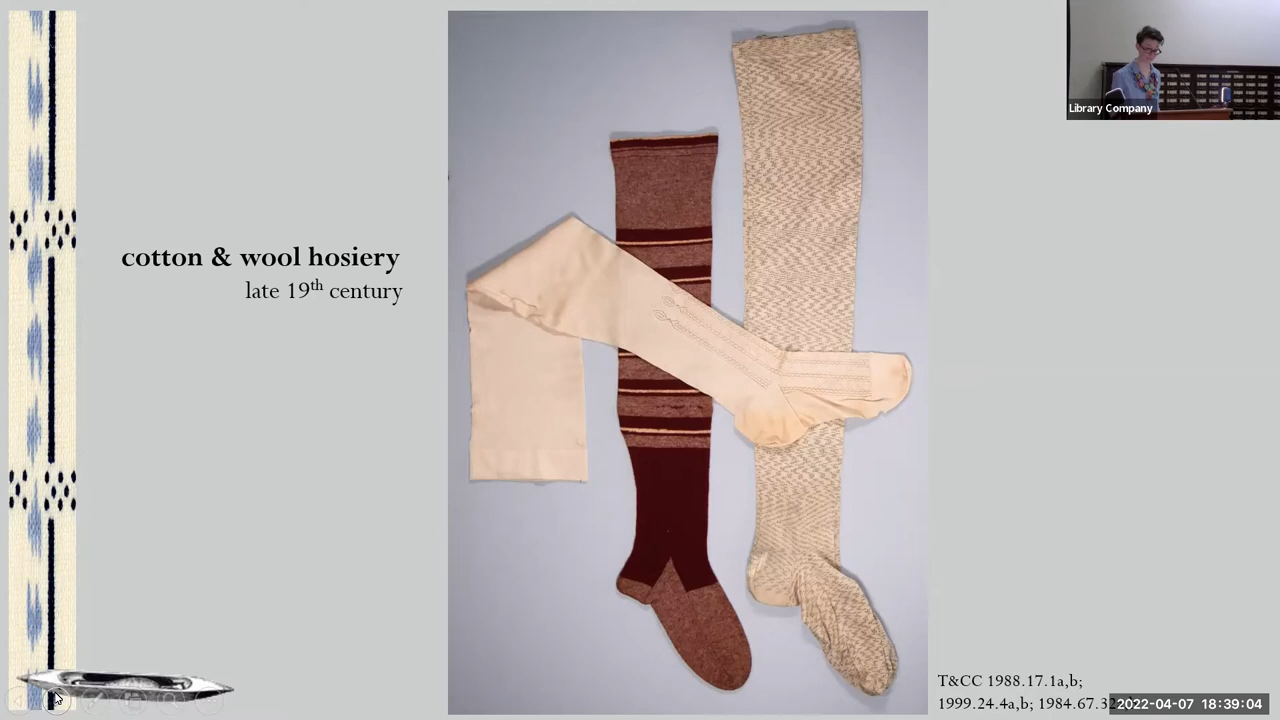 Library Company
cotton & wool hosiery
late 19th century
T&CC 1988.17.1a,b;
1999.24.4a,b; 1984.67.32
2022-04-07 18:39:04